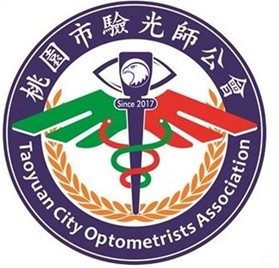 桃園市驗光師公會
Since 2017
Taoyuan City Optometrists Association